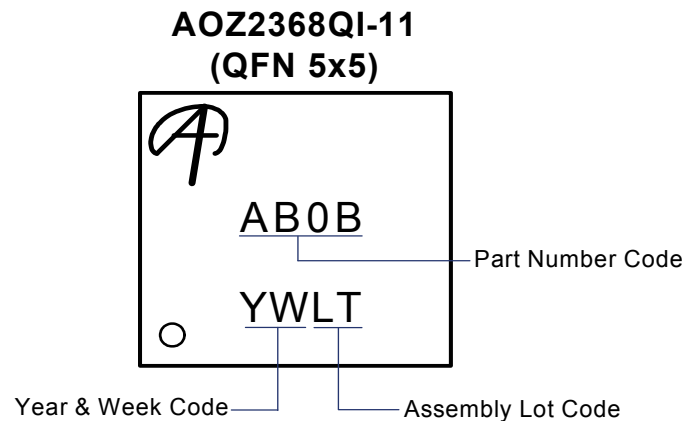 AOZ2368QI-11
(QFN 5x5)
AB0B
Part Number Code
YWLT
Year & Week Code
Assembly Lot Code